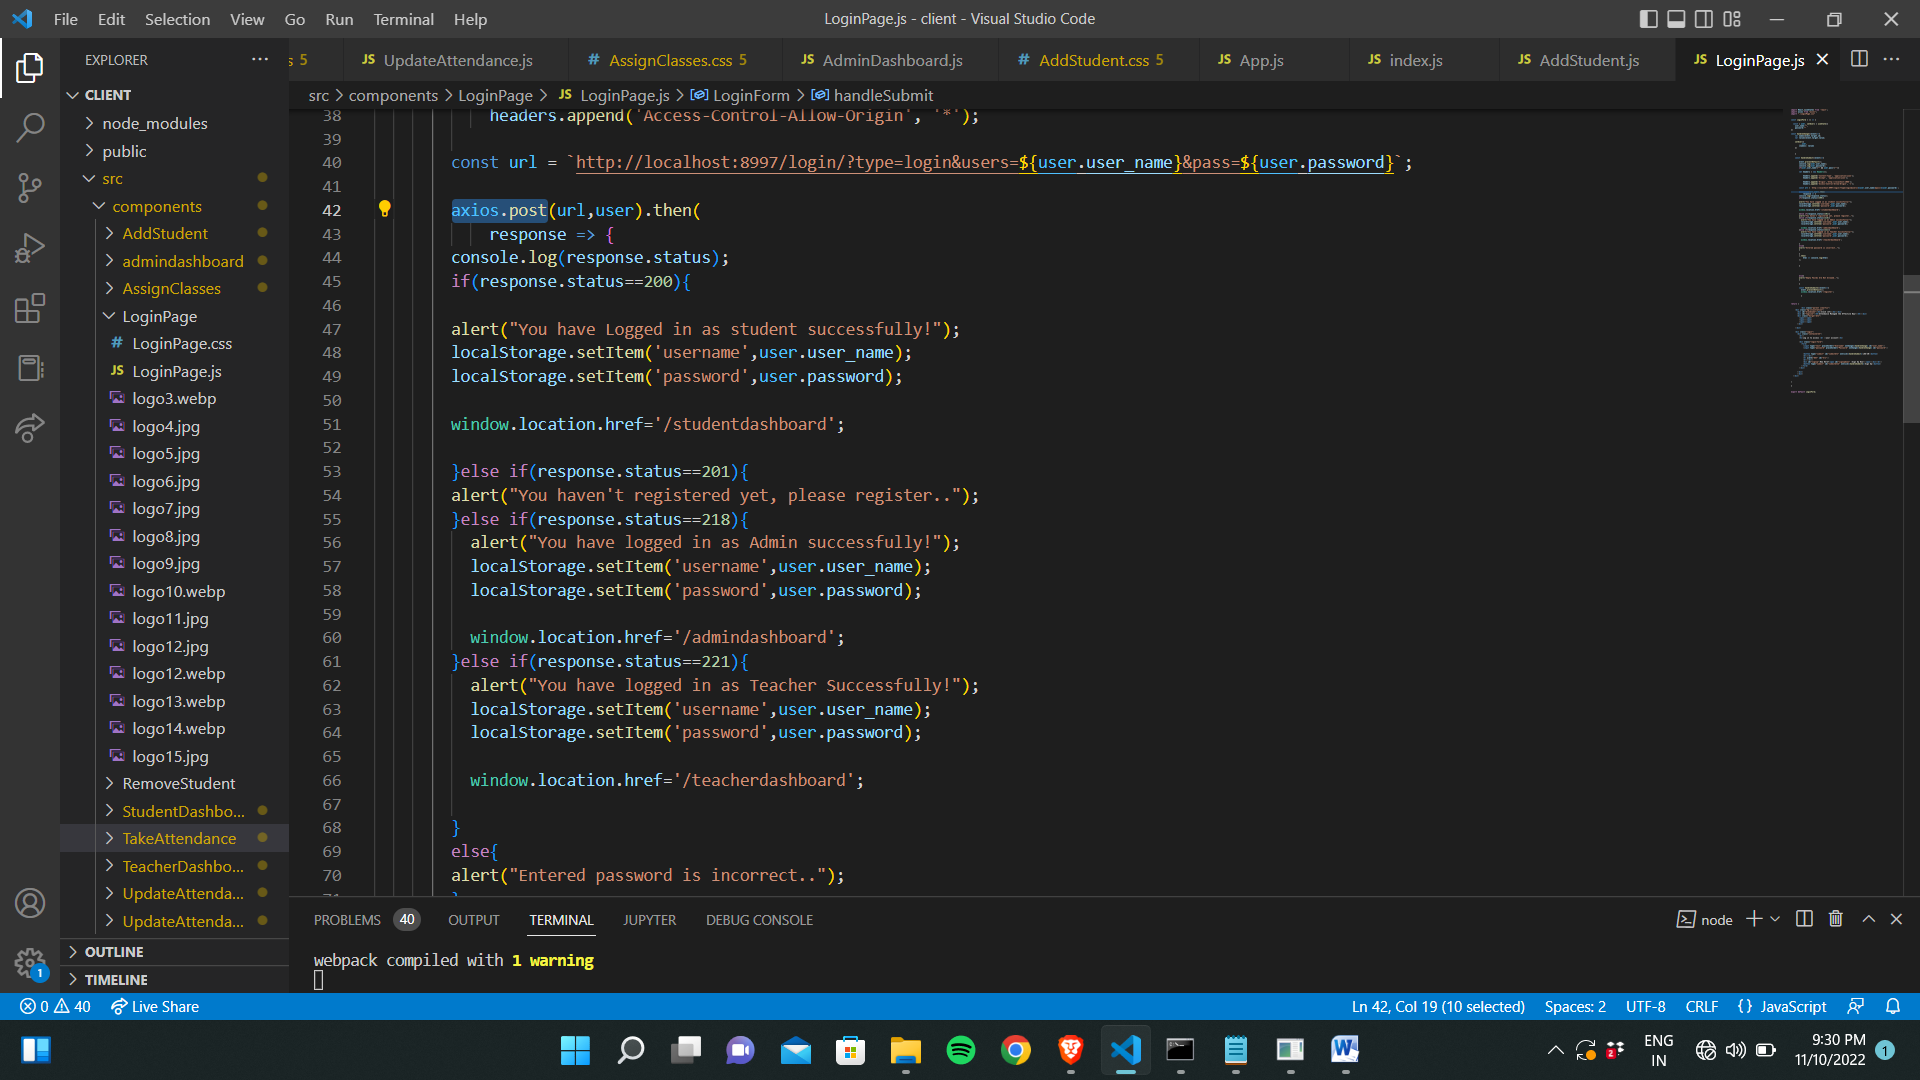 File Edit Selection View Go Run Terminal Help
LoginPage.js - client - Visual Studio Code
EXPLORER
s 5
JS UpdateAttendance.js
# AssignClasses.css 5
JS AdminDashboard.js
# AddStudent.css 5
JS App.js
JS index.js
JS AddStudent.js
JS LoginPage.js
src > components > LoginPage > JS LoginPage.js > LoginForm > handleSubmit
CLIENT
node_modules
public
src
components
AddStudent
admindashboard
AssignClasses
LoginPage
# LoginPage.css
JS LoginPage.js
logo3.webp
logo4.jpg
logo5.jpg
logo6.jpg
logo7.jpg
logo8.jpg
logo9.jpg
logo10.webp
logo11.jpg
logo12.jpg
logo12.webp
logo13.webp
logo14.webp
logo15.jpg
RemoveStudent
StudentDashbo...
TakeAttendance
TeacherDashbo...
UpdateAttenda...
UpdateAttenda...
OUTLINE
TIMELINE
38 headers.append('Access-Control-Allow-Origin', '*');
39
40 const url = `http://localhost:8997/login/?type=login&users=${user.user_name}&pass=${user.password}`;
41
42 axios.post(url,user).then(
43 response => {
44 console.log(response.status);
45 if(response.status==200){
46
47 alert("You have Logged in as student successfully!");
48 localStorage.setItem('username',user.user_name);
49 localStorage.setItem('password',user.password);
50
51 window.location.href='/studentdashboard';
52
53 }else if(response.status==201){
54 alert("You haven't registered yet, please register..");
55 }else if(response.status==218){
56 alert("You have logged in as Admin successfully!");
57 localStorage.setItem('username',user.user_name);
58 localStorage.setItem('password',user.password);
59
60 window.location.href='/admindashboard';
61 }else if(response.status==221){
62 alert("You have logged in as Teacher Successfully!");
63 localStorage.setItem('username',user.user_name);
64 localStorage.setItem('password',user.password);
65
66 window.location.href='/teacherdashboard';
67
68 }
69 else{
70 alert("Entered password is incorrect..");
71 }
PROBLEMS 40 OUTPUT TERMINAL JUPYTER DEBUG CONSOLE
node
webpack compiled with 1 warning
1
0 40 Live Share
Ln 42, Col 19 (10 selected) Spaces: 2 UTF-8 CRLF {} JavaScript
ENG
IN
9:30 PM
11/10/2022
1